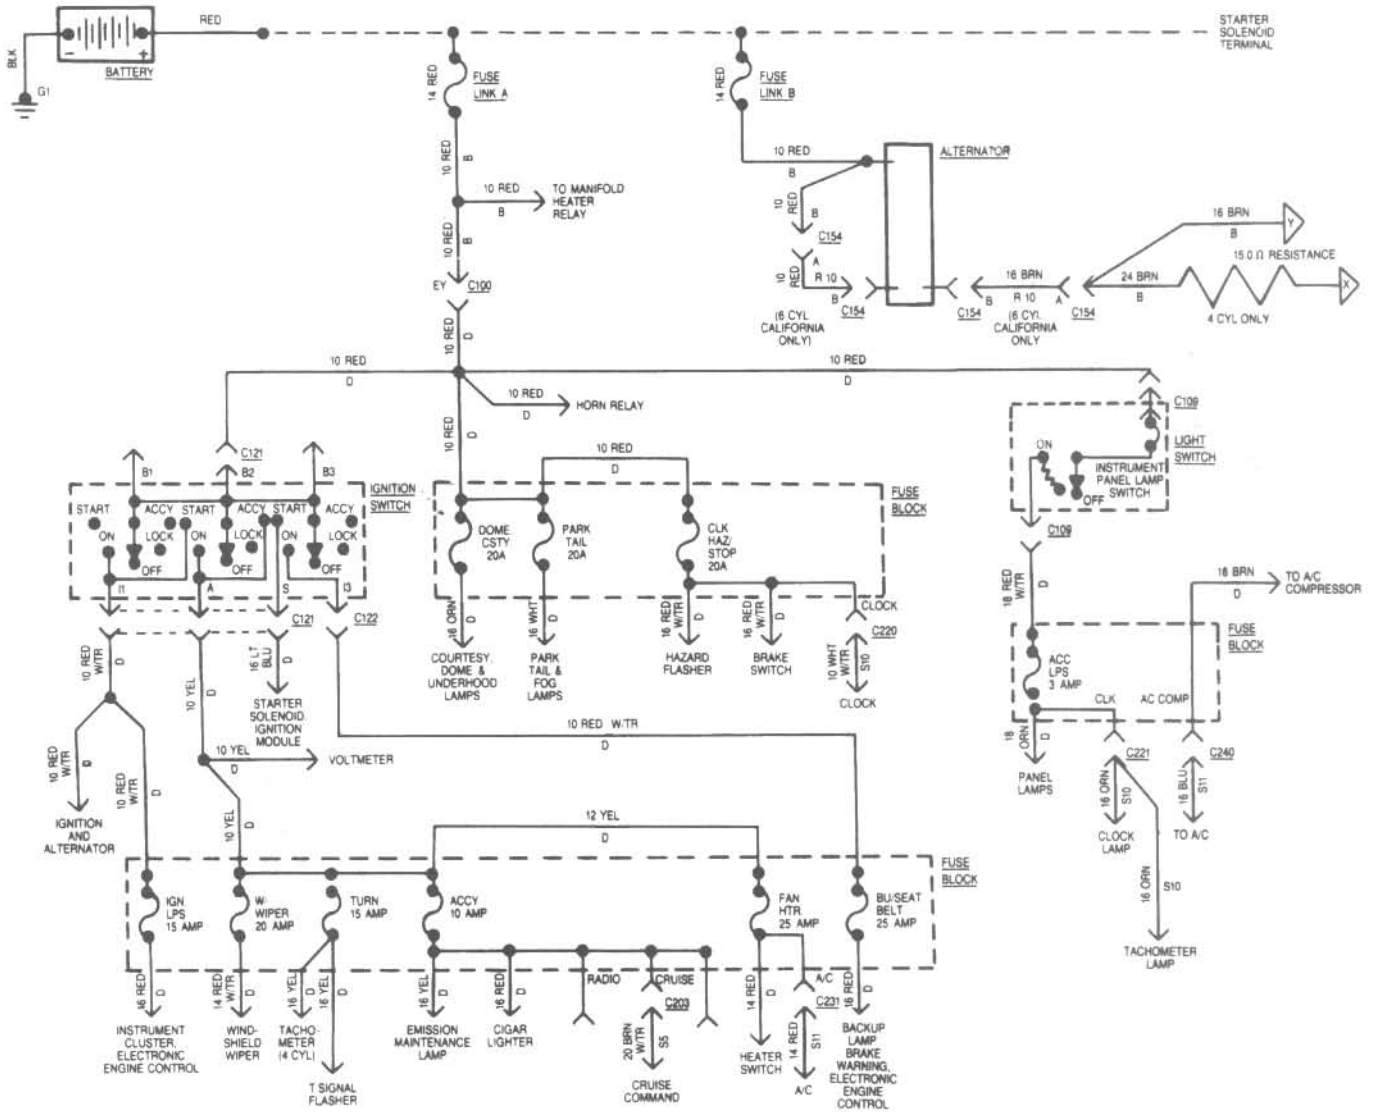 RED
STARTER
SOLENOID
TERMINAL
BLK
- +
BATTERY
G1
14 RED
FUSE
LINK A
14 RED
FUSE
LINK B
10 RED
B
10 RED
B
TO MANIFOLD
HEATER
RELAY
10 RED
B
EY
C100
10 RED
D
10 RED
B
ALTERNATOR
10
RED
B
C154
A
10
RED
R 10
B
C154
(6 CYL
CALIFORNIA
ONLY)
16 BRN
R 10
B
A
C154
C154
(6 CYL
CALIFORNIA
ONLY
16 BRN
B
Y
15.0 Ω RESISTANCE
24 BRN
B
X
4 CYL ONLY
10 RED
D
10 RED
D
10 RED
D
HORN RELAY
10 RED
D
C121
B1
B2
B3
IGNITION
SWITCH
START
ACCY
START
ACCY
START
ACCY
ON
LOCK
ON
LOCK
ON
LOCK
OFF
OFF
OFF
I1
A
S
I3
C121
C122
10 RED
D
FUSE
BLOCK
DOME
CSTY
20A
PARK
TAIL
20A
CLK
HAZ/
STOP
20A
16 ORN
D
16 WHT
D
16 RED
W/TR
D
16 RED
W/TR
D
CLOCK
C220
10 WHT
W/TR
S10
COURTESY,
DOME &
UNDERHOOD
LAMPS
PARK
TAIL &
FOG
LAMPS
HAZARD
FLASHER
BRAKE
SWITCH
CLOCK
C109
LIGHT
SWITCH
ON
INSTRUMENT
PANEL LAMP
SWITCH
OFF
C109
18 RED
W/TR
D
16 BRN
D
TO A/C
COMPRESSOR
FUSE
BLOCK
ACC
LPS
3 AMP
CLK
AC COMP
18
ORN
D
C221
C240
PANEL
LAMPS
16 ORN
S10
16 BLU
S11
CLOCK
LAMP
TO A/C
16 ORN
S10
TACHOMETER
LAMP
10 RED
W/TR
D
10 YEL
D
16 LT
BLU
D
STARTER
SOLENOID,
IGNITION
MODULE
10 RED W/TR
D
10 YEL
D
VOLTMETER
10 RED
W/TR
D
10 RED
W/TR
D
10 YEL
D
IGNITION
AND
ALTERNATOR
12 YEL
D
FUSE
BLOCK
IGN
LPS
15 AMP
W/
WIPER
20 AMP
TURN
15 AMP
ACCY
10 AMP
FAN
HTR.
25 AMP
BU/SEAT
BELT
25 AMP
RADIO
CRUISE
A/C
16 RED
D
14 RED
W/TR
D
16 YEL
D
16 YEL
D
16 YEL
D
16 RED
D
C203
20 BRN
W/TR
S5
14 RED
D
C231
14 RED
S11
16 RED
D
INSTRUMENT
CLUSTER,
ELECTRONIC
ENGINE CONTROL
WIND-
SHIELD
WIPER
TACHO-
METER
(4 CYL)
T SIGNAL
FLASHER
EMISSION
MAINTENANCE
LAMP
CIGAR
LIGHTER
CRUISE
COMMAND
HEATER
SWITCH
A/C
BACKUP
LAMP
BRAKE
WARNING,
ELECTRONIC
ENGINE
CONTROL